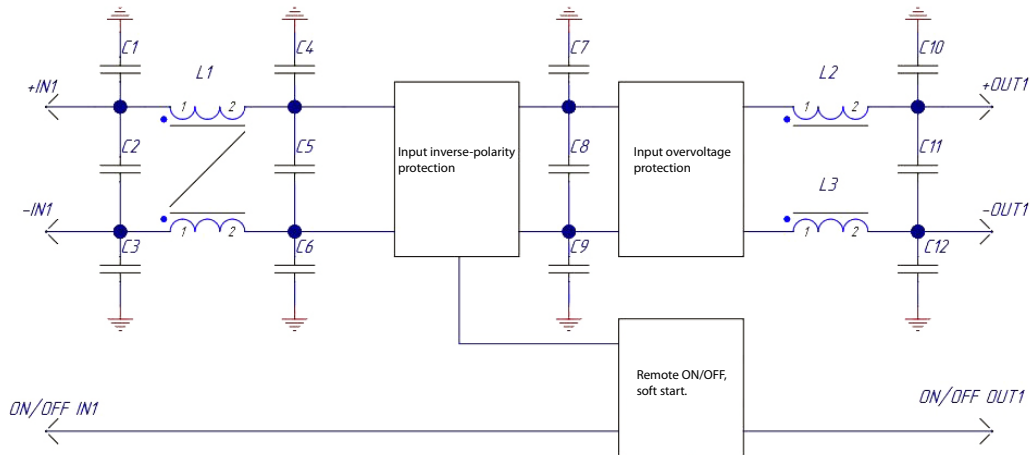 C1
C4
C7
C10
L1
L2
+IN1
+OUT1
1 2
1 2
C2
C5
Input inverse-polarity
protection
C8
Input overvoltage
protection
C11
L3
-IN1
-OUT1
1 2
1 2
C3
C6
C9
C12
Remote ON/OFF,
soft start.
ON/OFF IN1
ON/OFF OUT1